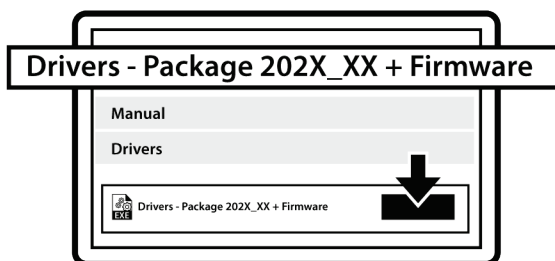 Drivers - Package 202X_XX + Firmware
Manual
Drivers
EXE Drivers - Package 202X_XX + Firmware